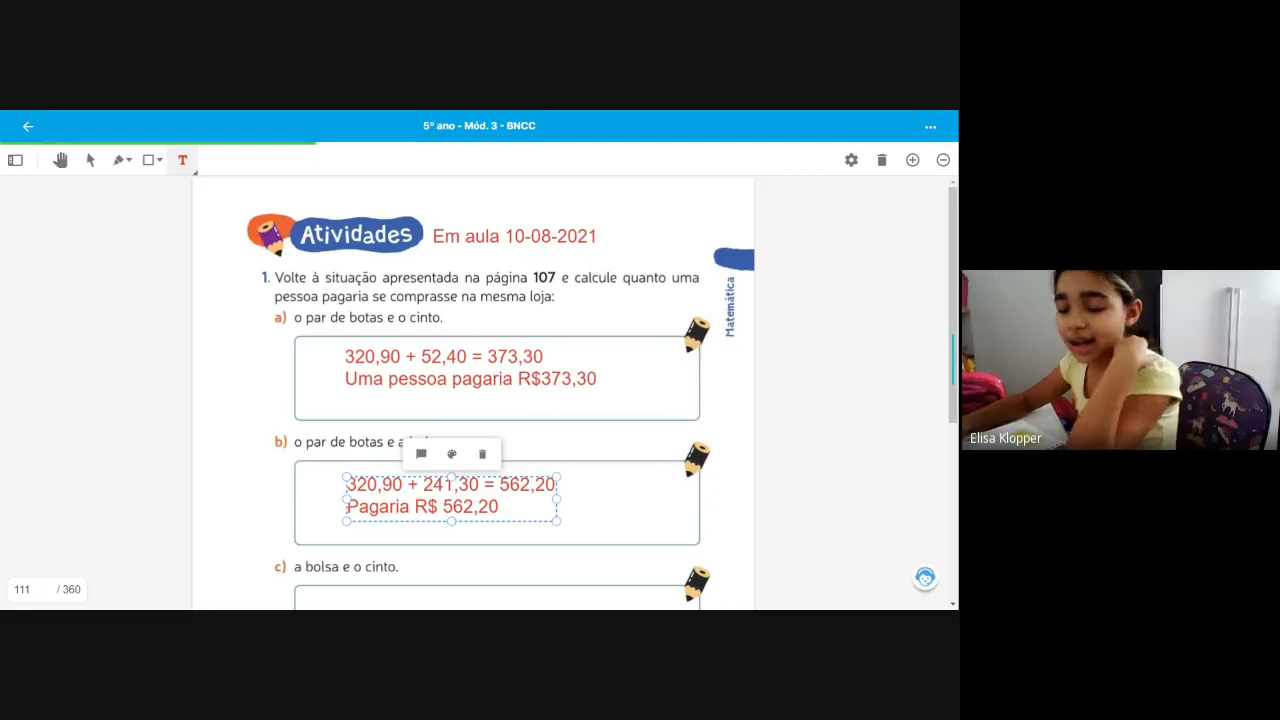 5º ano - Mód. 3 - BNCC
T
Atividades
Em aula 10-08-2021
1. Volte à situação apresentada na página 107 e calcule quanto uma
pessoa pagaria se comprasse na mesma loja:
a) o par de botas e o cinto.
320,90 + 52,40 = 373,30
Uma pessoa pagaria R$373,30
b) o par de botas e a
320,90 + 241,30 = 562,20
Pagaria R$ 562,20
c) a bolsa e o cinto.
Matemática
111 / 360
Elisa Klopper